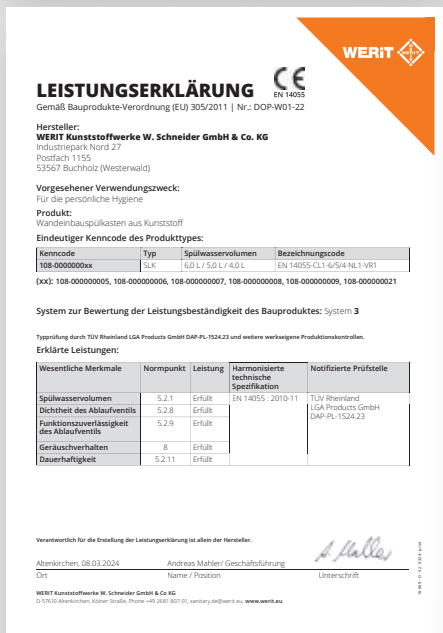 WERIT
WERIT
LEISTUNGSERKLÄRUNG
CE
EN 14055
Gemäß Bauprodukte-Verordnung (EU) 305/2011 | Nr.: DOP-W01-22
Hersteller:
WERIT Kunststoffwerke W. Schneider GmbH & Co. KG
Industriepark Nord 27
Postfach 1155
53567 Buchholz (Westerwald)
Vorgesehener Verwendungszweck:
Für die persönliche Hygiene
Produkt:
Wandeinbauspülkasten aus Kunststoff
Eindeutiger Kenncode des Produkttypes:
Kenncode Typ Spülwasservolumen Bezeichnungscode
108-0000000xx SLK 6,0 L / 5,0 L / 4,0 L EN 14055-CL1-6/5/4-NL1-VR1
(xx): 108-000000005, 108-000000006, 108-000000007, 108-000000008, 108-000000009, 108-000000021
System zur Bewertung der Leistungsbeständigkeit des Bauproduktes: System 3
Typprüfung durch TÜV Rheinland LGA Products GmbH DAP-PL-1524.23 und weitere werkseigene Produktionskontrollen.
Erklärte Leistungen:
Wesentliche Merkmale Normpunkt Leistung Harmonisierte technische Spezifikation Notifizierte Prüfstelle
Spülwasservolumen 5.2.1 Erfüllt EN 14055 : 2010-11 TÜV Rheinland
Dichtheit des Ablaufventils 5.2.8 Erfüllt LGA Products GmbH
Funktionszuverlässigkeit des Ablaufventils 5.2.9 Erfüllt DAP-PL-1524.23
Geräuschverhalten 8 Erfüllt
Dauerhaftigkeit 5.2.11 Erfüllt
Verantwortlich für die Erstellung der Leistungserklärung ist allein der Hersteller.
Altenkirchen, 08.03.2024 Andreas Mahler/ Geschäftsführung
Ort Name / Position Unterschrift
WERIT Kunststoffwerke W. Schneider GmbH & Co KG
D-57610 Altenkirchen, Kölner Straße, Phone +49 2681 807-01, sanitary.de@werit.eu, www.werit.eu